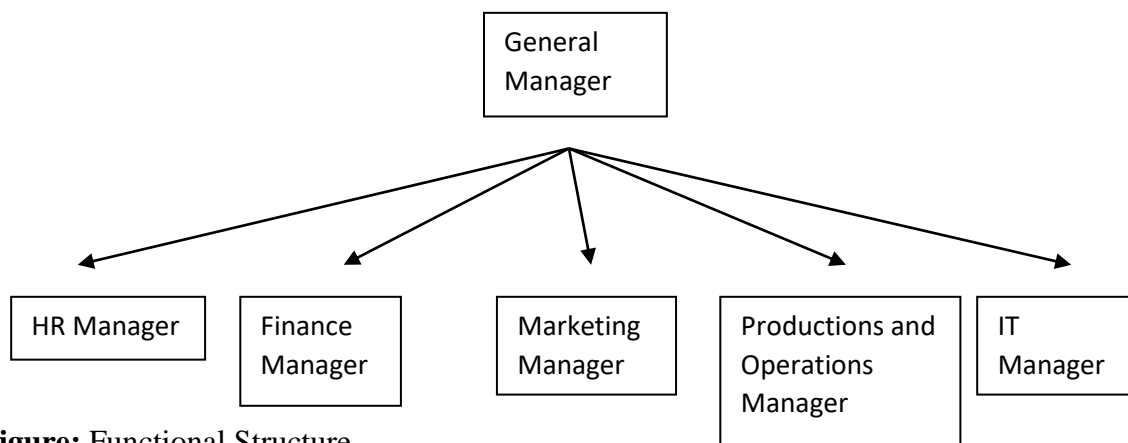 General
Manager
HR Manager
Finance
Manager
Marketing
Manager
Productions and
Operations
Manager
IT
Manager
igure: Functional Structure